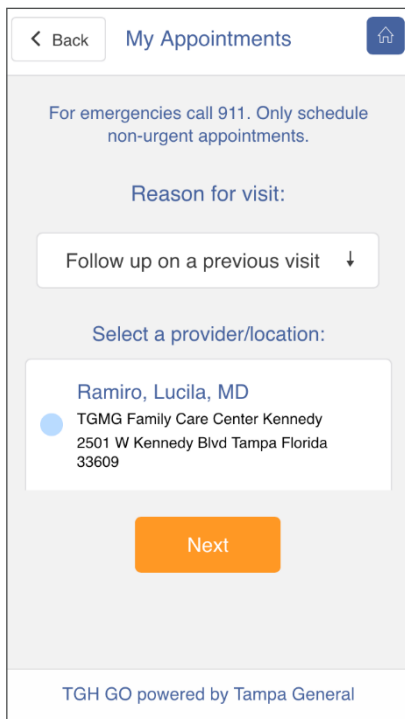 Back
My Appointments
For emergencies call 911. Only schedule
non-urgent appointments.
Reason for visit:
Follow up on a previous visit
Select a provider/location:
Ramiro, Lucila, MD
TGMG Family Care Center Kennedy
2501 W Kennedy Blvd Tampa Florida
33609
Next
TGH GO powered by Tampa General